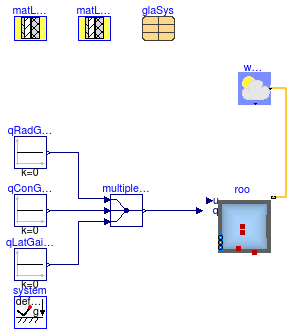 matL...
matL...
glaSys
w...
qRadG...
k=0
qConG...
multiple...
roo
u
q
k=0
qLatGai...
k=0
system
def...
g